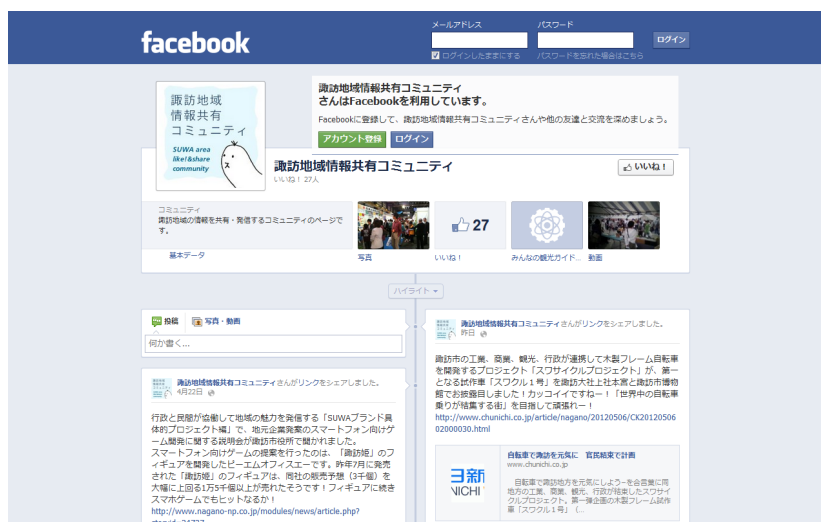 メールアドレス
パスワード
facebook
ログイン
ログインしたままにする
パスワードを忘れた場合はこちら
諏訪地域
情報共有
コミュニティ
SUWA area
like!&share
community
諏訪地域情報共有コミュニティ
さんはFacebookを利用しています。
Facebookに登録して、諏訪地域情報共有コミュニティさんや他の友達と交流を深めましょう。
アカウント登録
ログイン
諏訪地域情報共有コミュニティ
いいね！ 27人
いいね！
コミュニティ
諏訪地域の情報を共有・発信するコミュニティのページで
す。
基本データ
写真
27
いいね！
みんなの観光ガイド...
動画
ハイライト
投稿
写真・動画
何か書く...
諏訪地域情報共有コミュニティさんがリンクをシェアしました。
4月22日
行政と民間が協働して地域の魅力を発信する「SUWAブランド具
体的プロジェクト編」で、地元企業発案のスマートフォン向けゲ
ーム開発に関する説明会が諏訪市役所で開かれました。
スマートフォン向けゲームの提案を行ったのは、「諏訪姫」のフ
ィギュアを開発したピーエムオフィスエーです。昨年7月に発売
された「諏訪姫」のフィギュアは、同社の販売予想（3千個）を
大幅に上回る1万5千個以上が売れたそうです！フィギュアに続き
スマホゲームでもヒットなるか！
http://www.nagano-np.co.jp/modules/news/article.php?
諏訪地域情報共有コミュニティさんがリンクをシェアしました。
昨日
諏訪市の工業、商業、観光、行政が連携して木製フレーム自転車
を開発するプロジェクト「スワサイクルプロジェクト」が、第一
となる試作車「スワクル１号」を諏訪大社上社本宮と諏訪市博物
館でお披露目しました！カッコイイですねー！「世界中の自転車
乗りが結集する街」を目指して頑張れー！
http://www.chunichi.co.jp/article/nagano/20120506/CK20120506
02000030.html
日新
NICHI
自転車で諏訪を元気に 官民結束で計画
www.chunichi.co.jp
自転車で諏訪地方を元気にしよう−を合言葉に同
地方の工業、商業、観光、行政が結束したスワサイ
クルプロジェクト。第一弾企画の木製フレーム試作
車「スワクル１号」（...